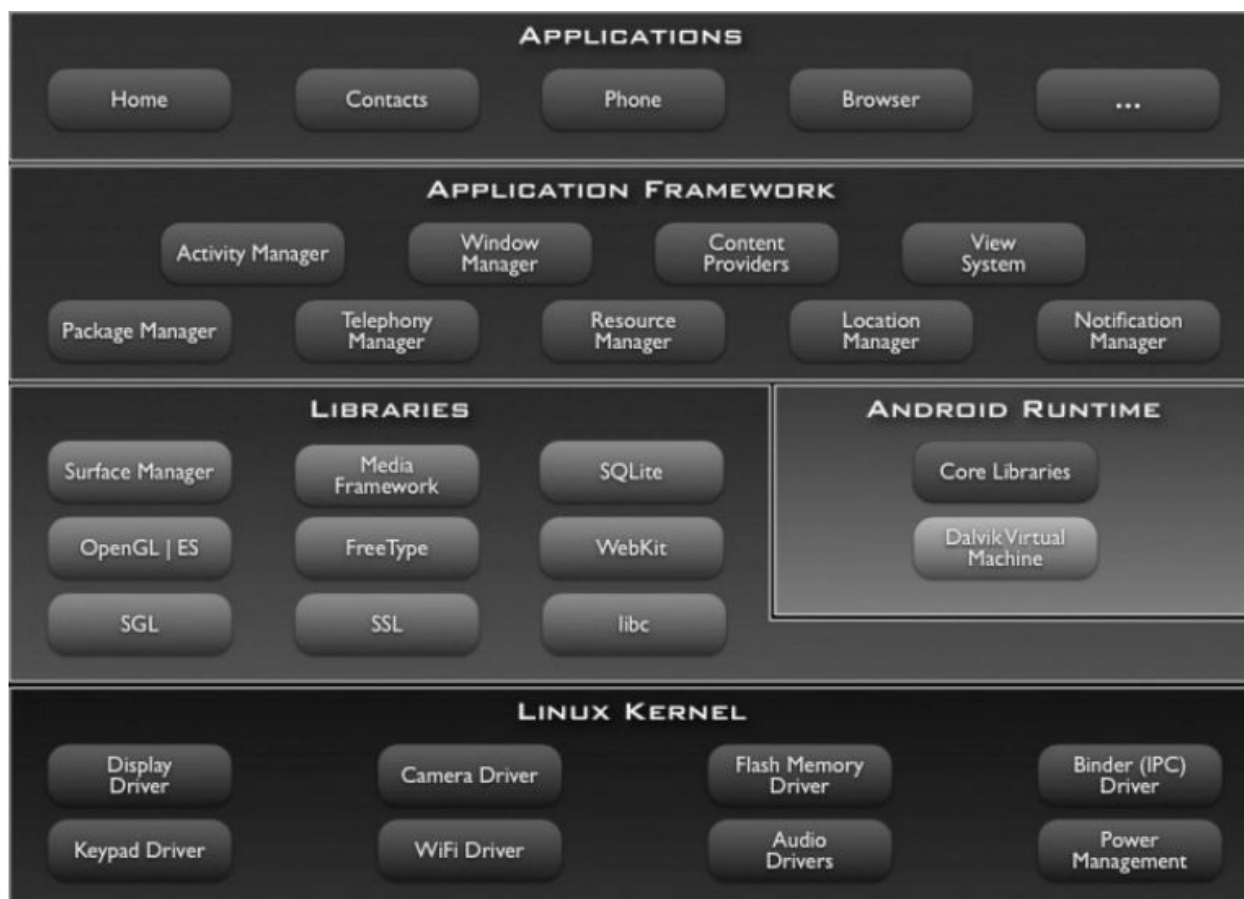 APPLICATIONS
Home
Contacts
Phone
Browser
...
APPLICATION FRAMEWORK
Activity Manager
Window
Manager
Content
Providers
View
System
Package Manager
Telephony
Manager
Resource
Manager
Location
Manager
Notification
Manager
LIBRARIES
Surface Manager
Media
Framework
SQLite
OpenGL | ES
FreeType
WebKit
SGL
SSL
libc
ANDROID RUNTIME
Core Libraries
Dalvik Virtual
Machine
LINUX KERNEL
Display
Driver
Camera Driver
Flash Memory
Driver
Binder (IPC)
Driver
Keypad Driver
WiFi Driver
Audio
Drivers
Power
Management